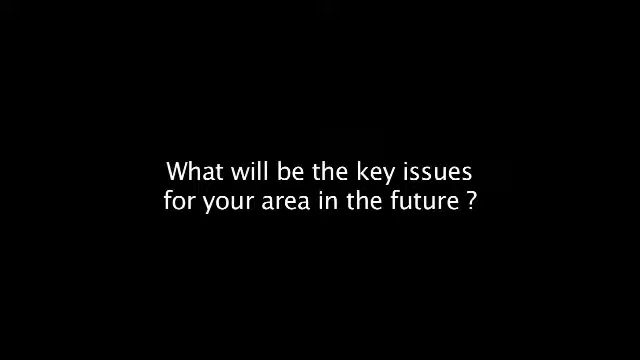 What will be the key issues
for your area in the future ?